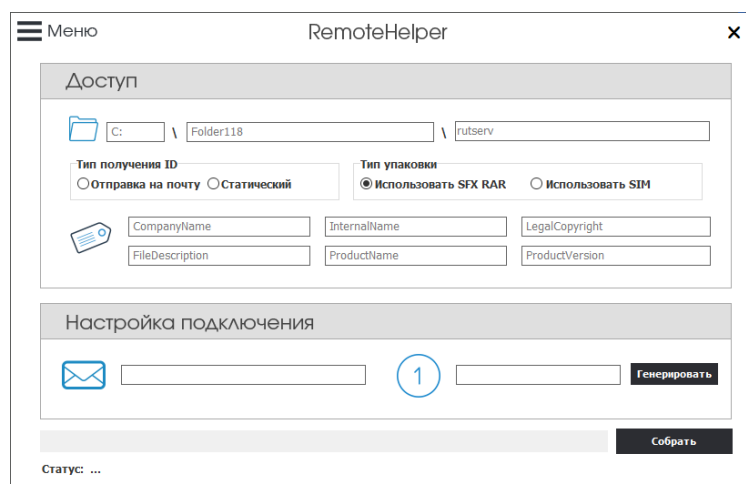 Меню
RemoteHelper
×
Доступ
C: \ Folder118 \ rutserv
Тип получения ID
Тип упаковки
Отправка на почту Статический
Использовать SFX RAR Использовать SIM
CompanyName InternalName LegalCopyright
FileDescription ProductName ProductVersion
Настройка подключения
1
Генерировать
Собрать
Статус: ...